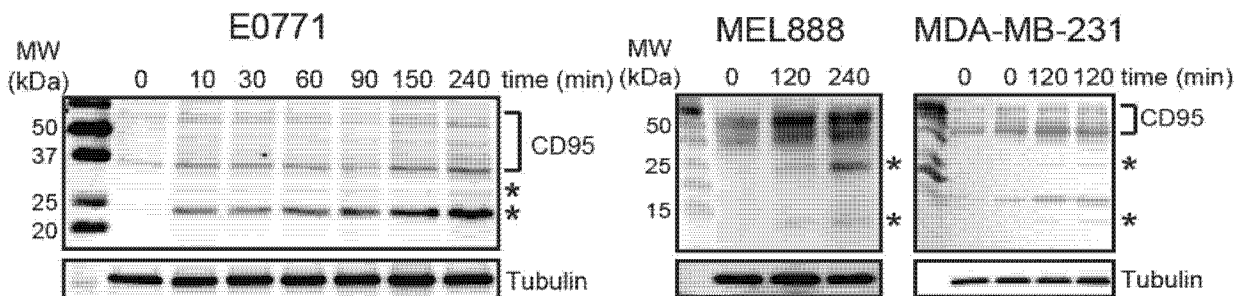 E0771
MW
(kDa)
0 10 30 60 90 150 240 time (min)
50
37
25
20
CD95
*
*
Tubulin
MEL888
MW
(kDa)
0 120 240
50
25
15
*
*
MDA-MB-231
0 0 120 120 time (min)
CD95
*
*
Tubulin